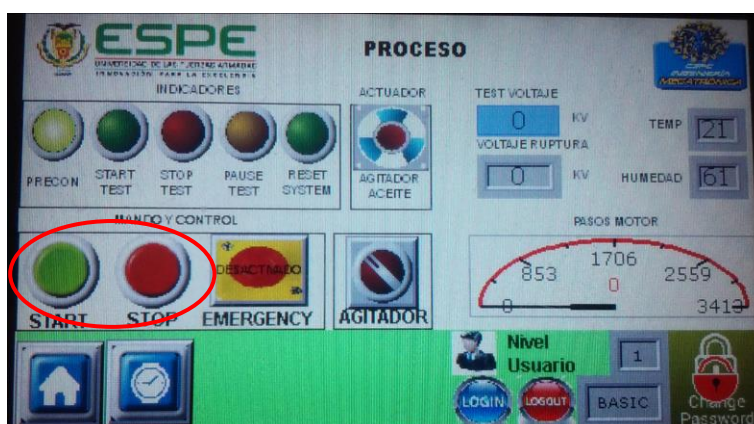 ESPE
UNIVERSIDAD DE LAS FUERZAS ARMADAS
INNOVACIÓN PARA LA EXCELENCIA
PROCESO
ESPE
INGENIERÍA
MECATRÓNICA
INDICADORES
PRECON
START TEST
STOP TEST
PAUSE TEST
RESET SYSTEM
ACTUADOR
AGITADOR
ACEITE
TEST VOLTAJE
0 KV
VOLTAJE RUPTURA
0 KV
TEMP 21
HUMEDAD 61
MANDO Y CONTROL
START
STOP
DESACTIVADO
EMERGENCY
AGITADOR
PASOS MOTOR
0
853
1706
2559
3413
0
Nivel
Usuario
1
LOGIN
LOGOUT
BASIC
Change
Password